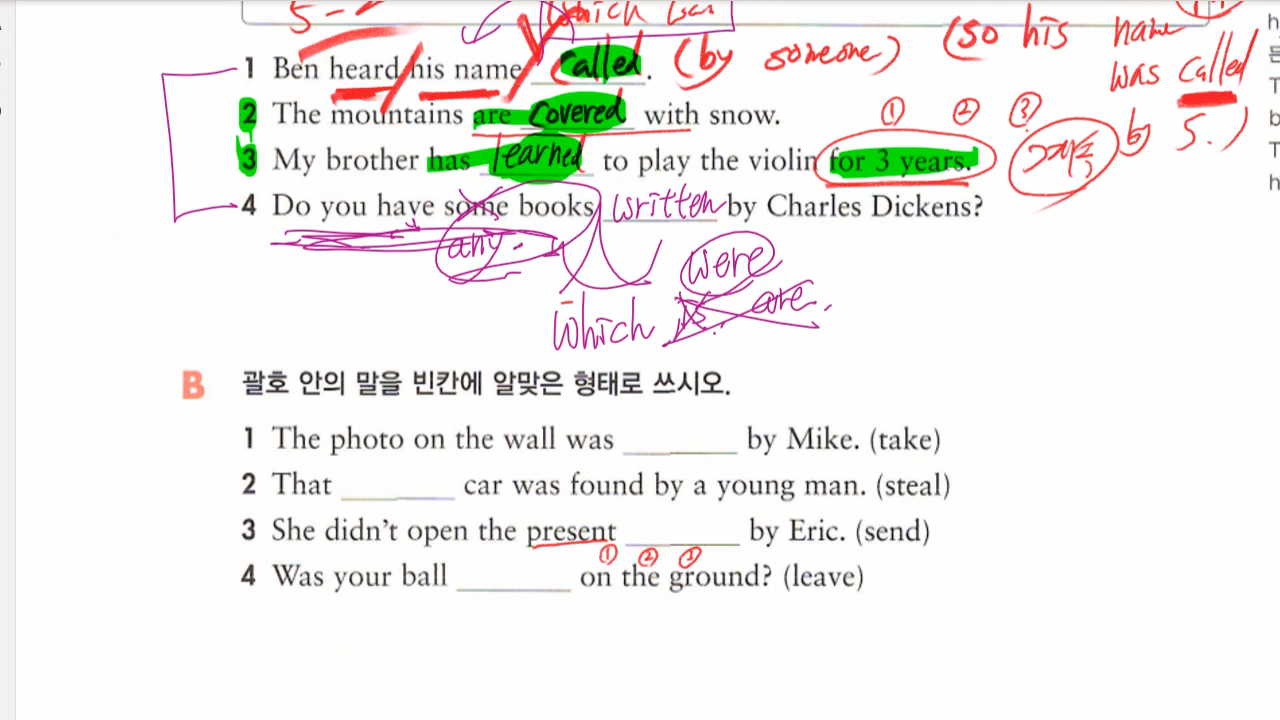 5-
which was
1 Ben heard his name called. (by someone) (so his name
was called
2 The mountains are covered with snow. ① ② ③
by S.)
3 My brother has learned to play the violin for 3 years.
4 Do you have some books written by Charles Dickens?
any.
were
which is. are.
B 괄호 안의 말을 빈칸에 알맞은 형태로 쓰시오.
1 The photo on the wall was ________ by Mike. (take)
2 That ________ car was found by a young man. (steal)
3 She didn't open the present ________ by Eric. (send)
① ② ③
4 Was your ball ________ on the ground? (leave)
h
T
b
T
h